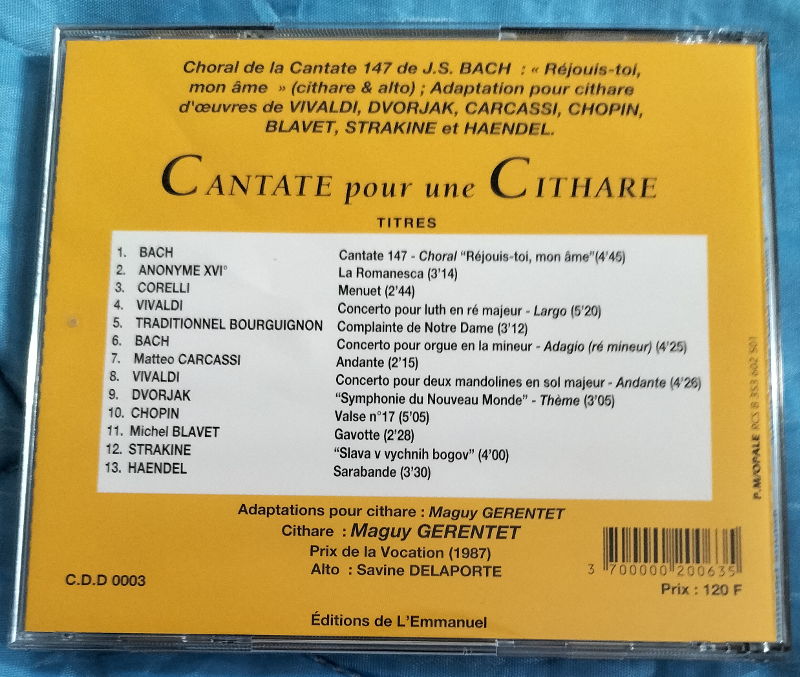 Choral de la Cantate 147 de J.S. BACH : « Réjouis-toi,
mon âme » (cithare & alto) ; Adaptation pour cithare
d'œuvres de VIVALDI, DVORJAK, CARCASSI, CHOPIN,
BLAVET, STRAKINE et HAENDEL.
CANTATE pour une CITHARE
TITRES
1. BACH Cantate 147 - Choral “Réjouis-toi, mon âme”(4'45)
2. ANONYME XVI° La Romanesca (3'14)
3. CORELLI Menuet (2'44)
4. VIVALDI Concerto pour luth en ré majeur - Largo (5'20)
5. TRADITIONNEL BOURGUIGNON Complainte de Notre Dame (3'12)
6. BACH Concerto pour orgue en la mineur - Adagio (ré mineur) (4'25)
7. Matteo CARCASSI Andante (2'15)
8. VIVALDI Concerto pour deux mandolines en sol majeur - Andante (4'26)
9. DVORJAK “Symphonie du Nouveau Monde” - Thème (3'05)
10. CHOPIN Valse n°17 (5'05)
11. Michel BLAVET Gavotte (2'28)
12. STRAKINE “Slava v vychnih bogov” (4'00)
13. HAENDEL Sarabande (3'30)
Adaptations pour cithare : Maguy GERENTET
Cithare : Maguy GERENTET
Prix de la Vocation (1987)
Alto : Savine DELAPORTE
C.D.D 0003
Éditions de L'Emmanuel
3 700000 200635
Prix : 120 F
P.M/OPALE RCS B 353 602 501